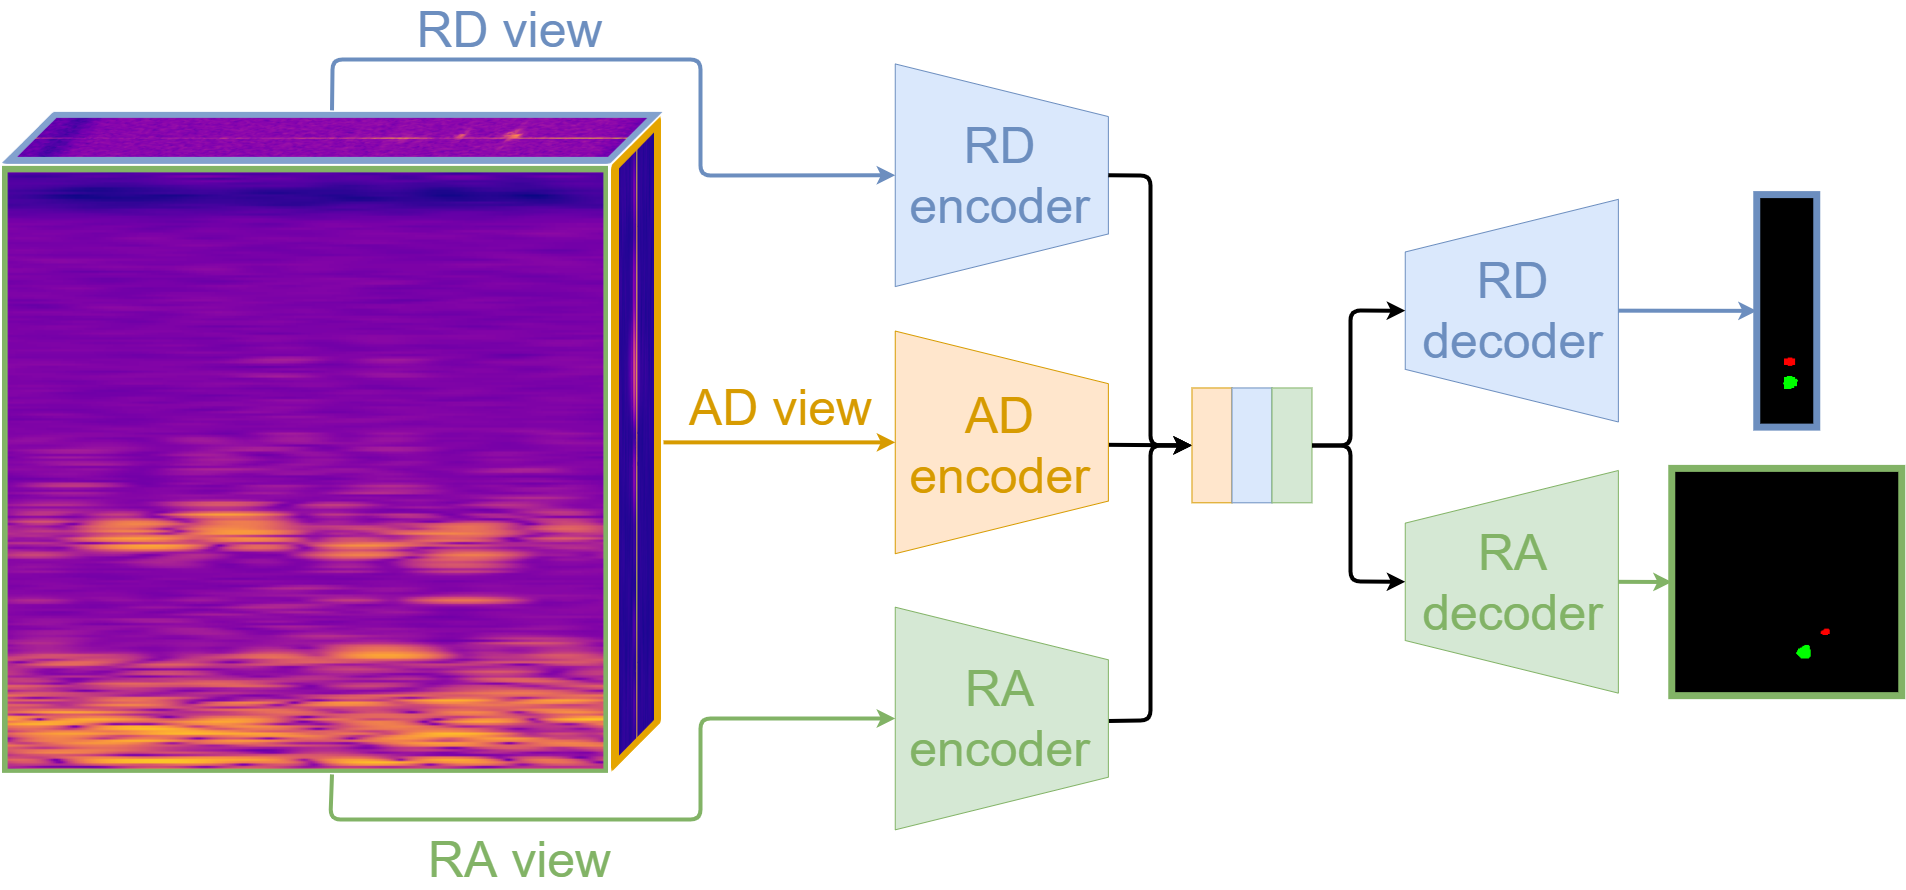 RD view
RD
encoder
AD view
AD
encoder
RA view
RA
encoder
RD
decoder
RA
decoder